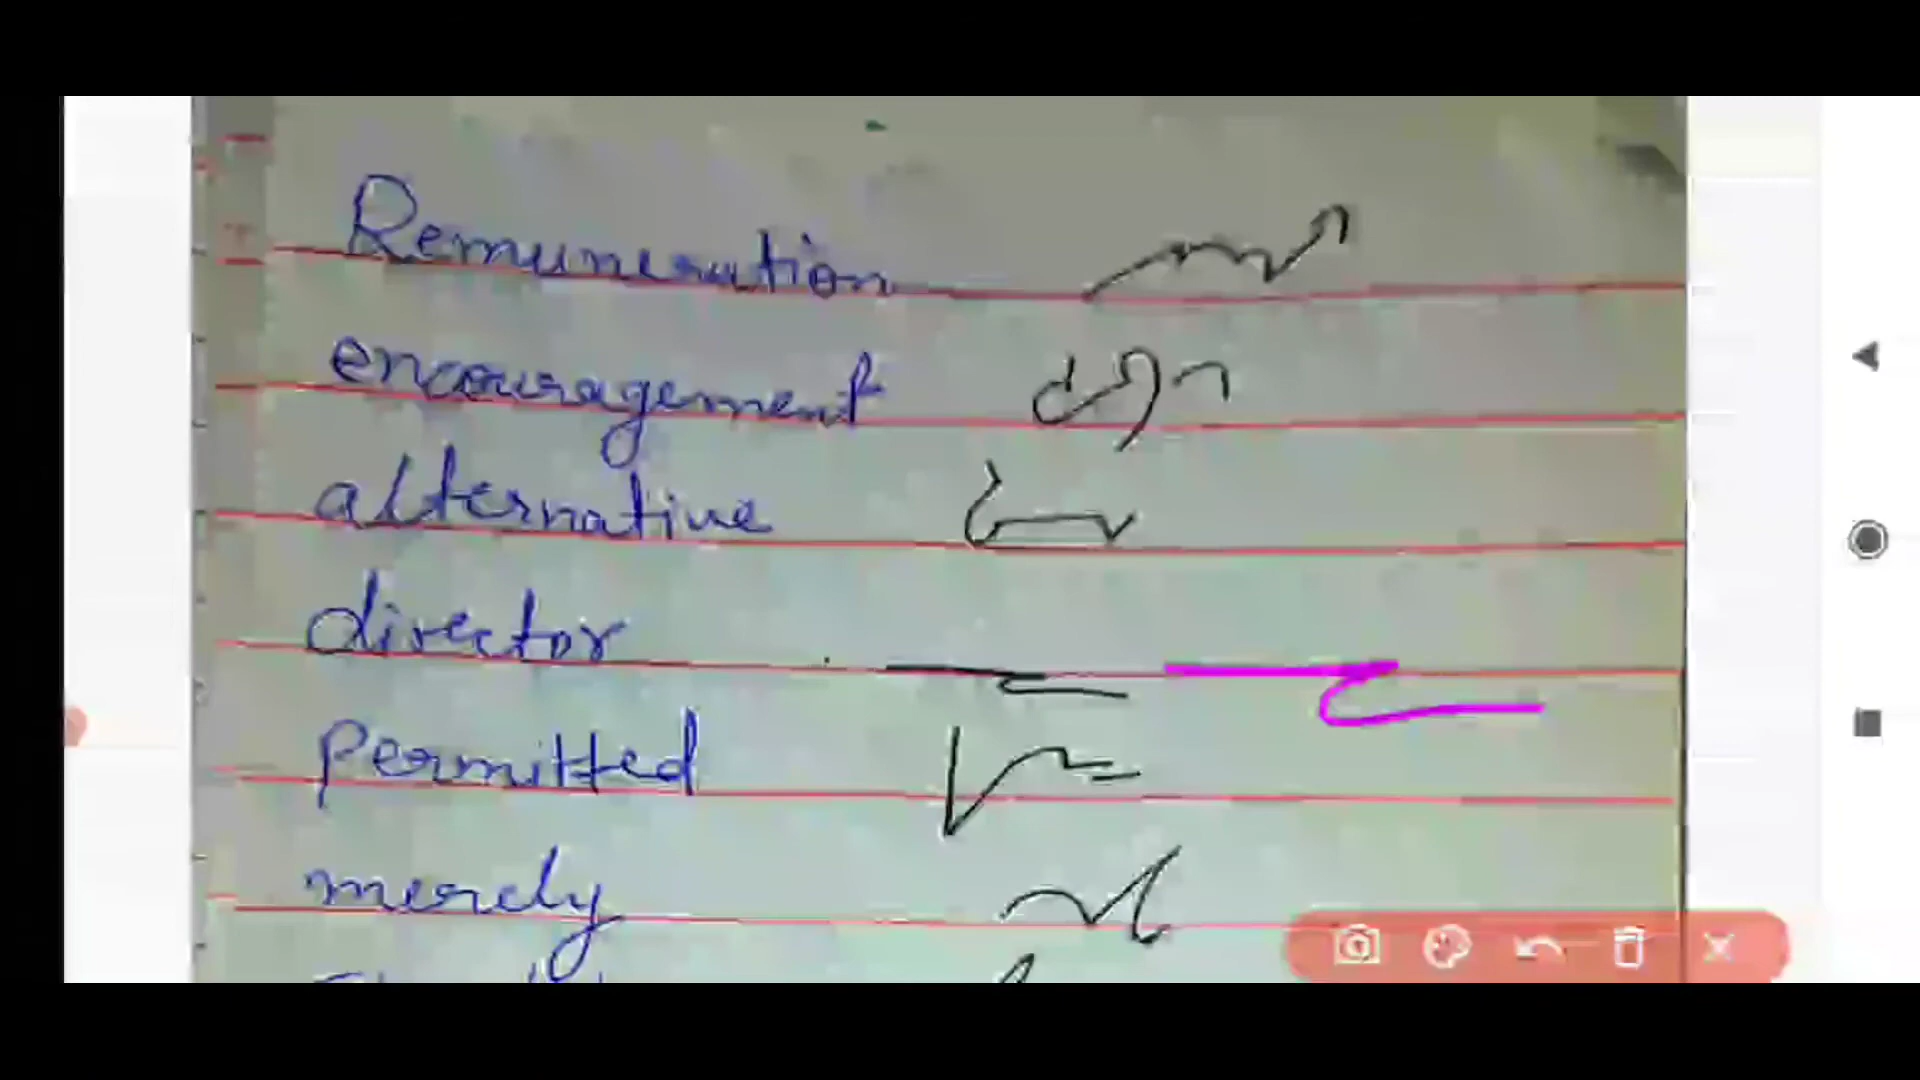 Remuneration
encouragement
alternative
director
Permitted
merely